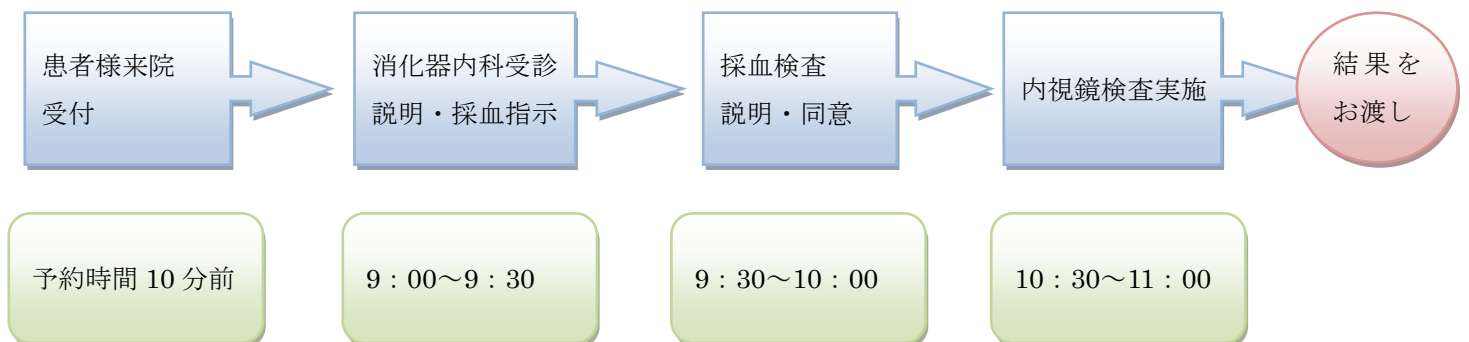 患者様来院
受付
消化器内科受診
説明・採血指示
採血検査
説明・同意
内視鏡検査実施
結果を
お渡し
予約時間 10 分前
9：00～9：30
9：30～10：00
10：30～11：00